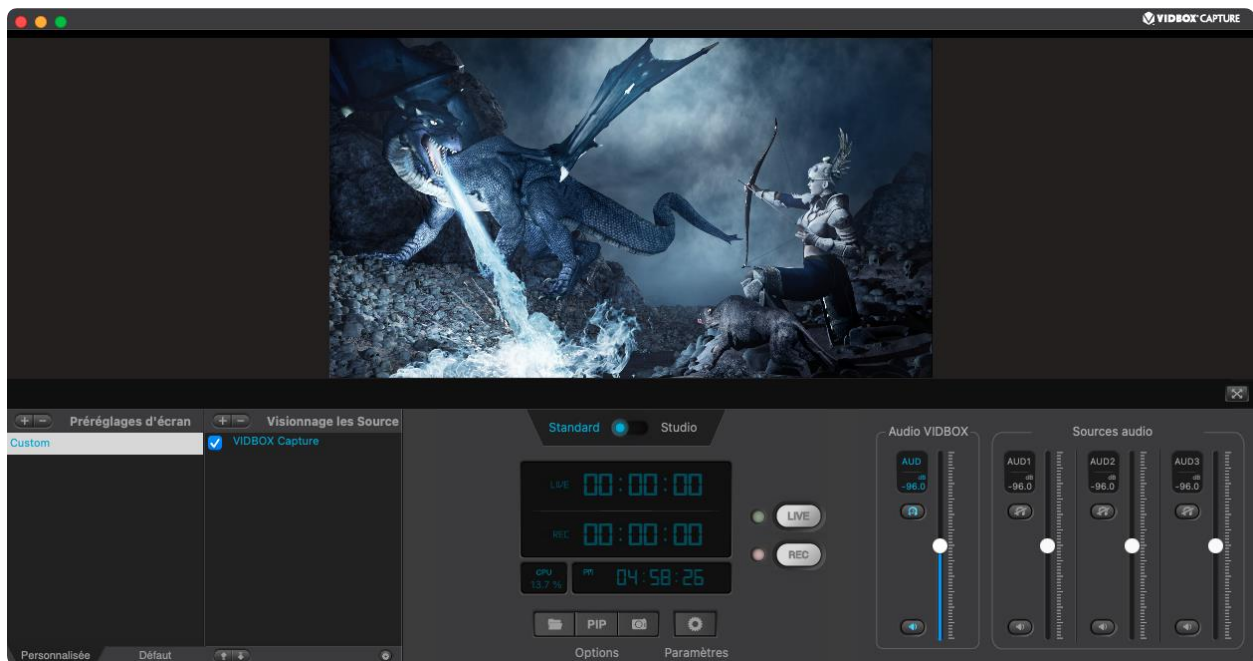 VIDBOX CAPTURE
+ - Préréglages d'écran
+ - Visionnage les Source
Custom
VIDBOX Capture
Personnalisée Défaut
Standard Studio
LIVE 00:00:00
REC 00:00:00
CPU
13.7 %
PM 04:58:26
LIVE
REC
PIP
Options Paramètres
Audio VIDBOX
AUD
dB
-96.0
Sources audio
AUD1 AUD2 AUD3
dB dB dB
-96.0 -96.0 -96.0